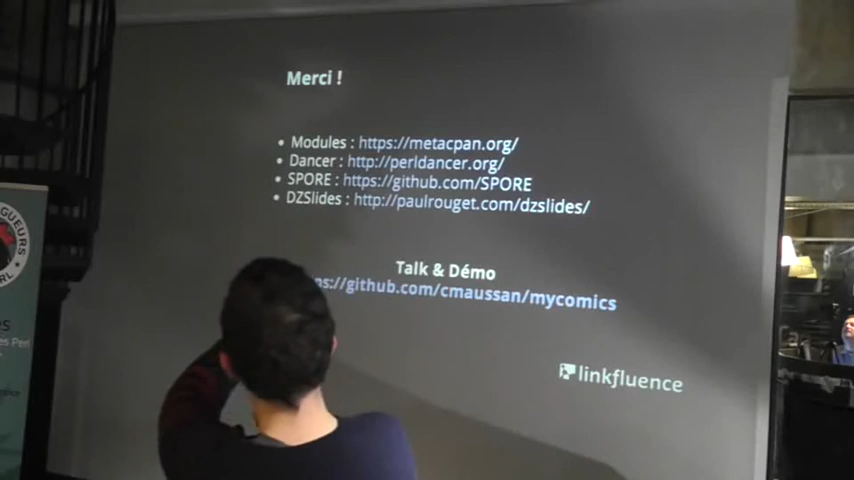 Merci !
• Modules : https://metacpan.org/
• Dancer : http://perldancer.org/
• SPORE : https://github.com/SPORE
• DZSlides : http://paulrouget.com/dzslides/
Talk & Démo
ps://github.com/cmaussan/mycomics
linkfluence